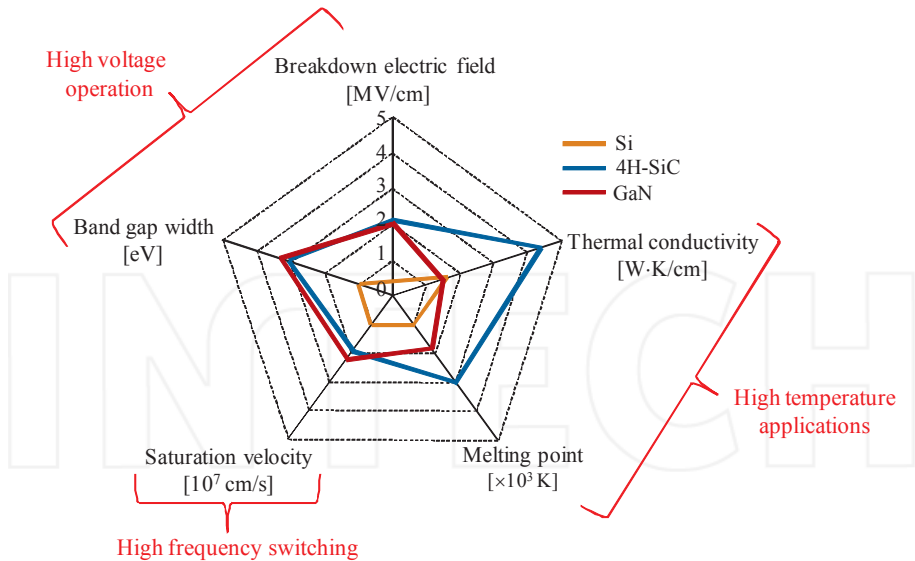 High voltage
operation
Breakdown electric field
[MV/cm]
5
4
3
2
1
0
Si
4H-SiC
GaN
Band gap width
[eV]
Thermal conductivity
[W·K/cm]
Saturation velocity
[10⁷ cm/s]
Melting point
[×10³ K]
High temperature
applications
High frequency switching
INTECH